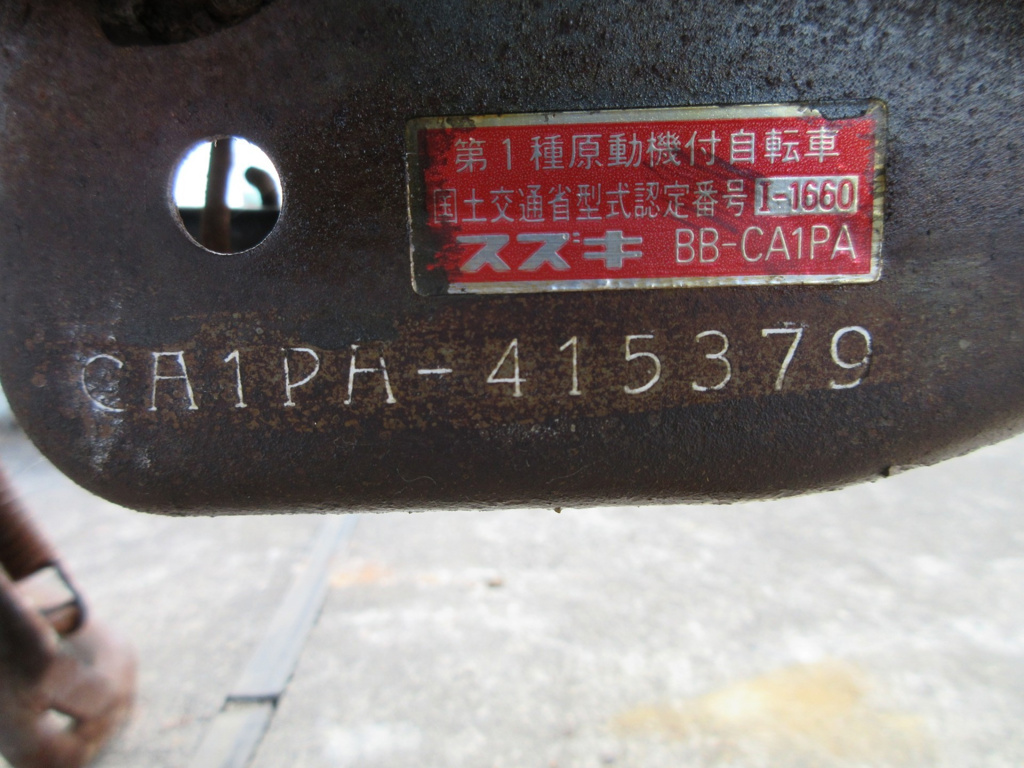 第1種原動機付自転車
国土交通省型式認定番号 I-1660
スズキ BB-CA1PA
CA1PA-415379